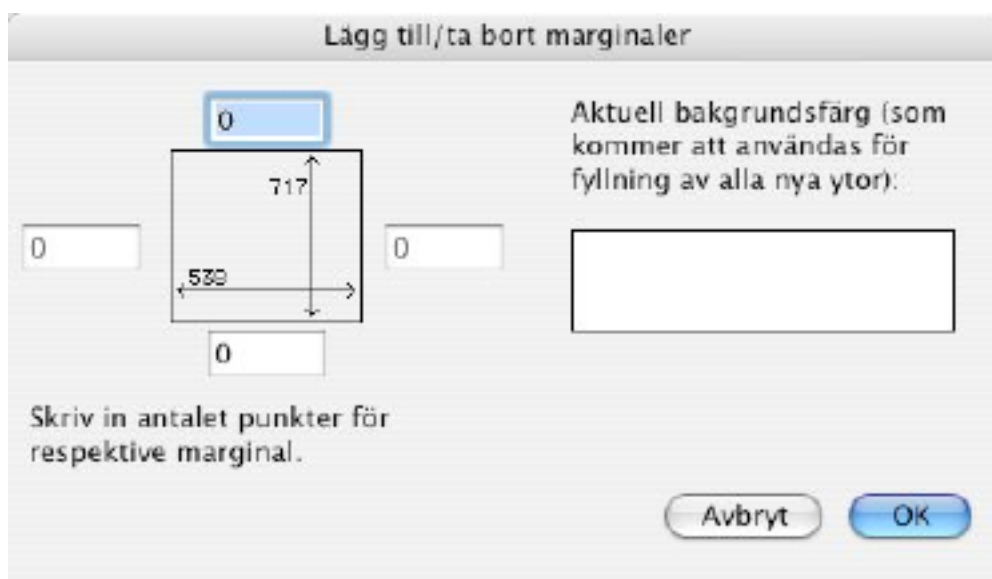 Lägg till/ta bort marginaler
0
717
0
0
539
0
Aktuell bakgrundsfärg (som
kommer att användas för
fyllning av alla nya ytor):
Skriv in antalet punkter för
respektive marginal.
Avbryt
OK